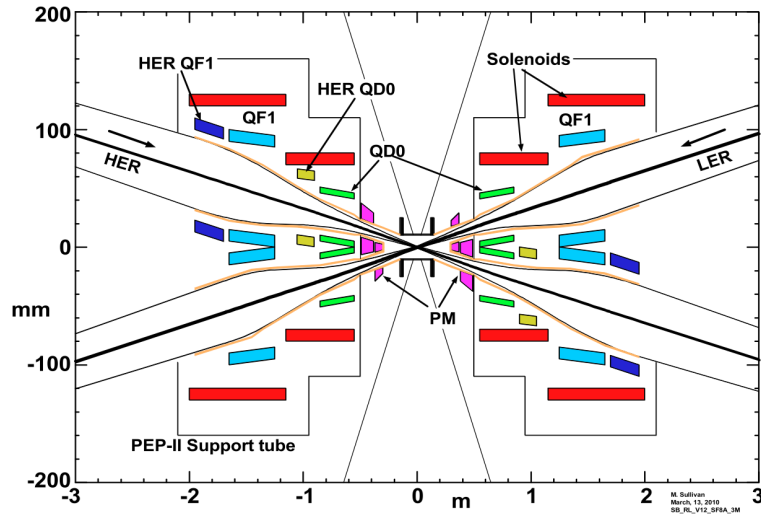 200
HER QF1
HER QD0
Solenoids
QF1
QF1
100
QD0
HER
LER
0
mm
PM
-100
PEP-II Support tube
-200
-3
-2
-1
0
m
1
2
3
M. Sullivan
March, 13, 2010
SB_RL_V12_SF8A_3M